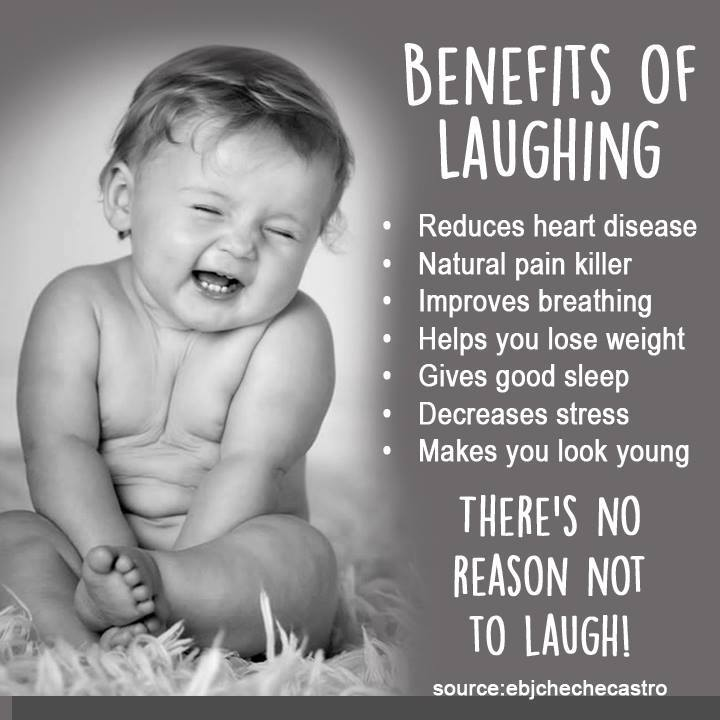 BENEFITS OF
LAUGHING
• Reduces heart disease
• Natural pain killer
• Improves breathing
• Helps you lose weight
• Gives good sleep
• Decreases stress
• Makes you look young
THERE'S NO
REASON NOT
TO LAUGH!
source:ebjchechecastro